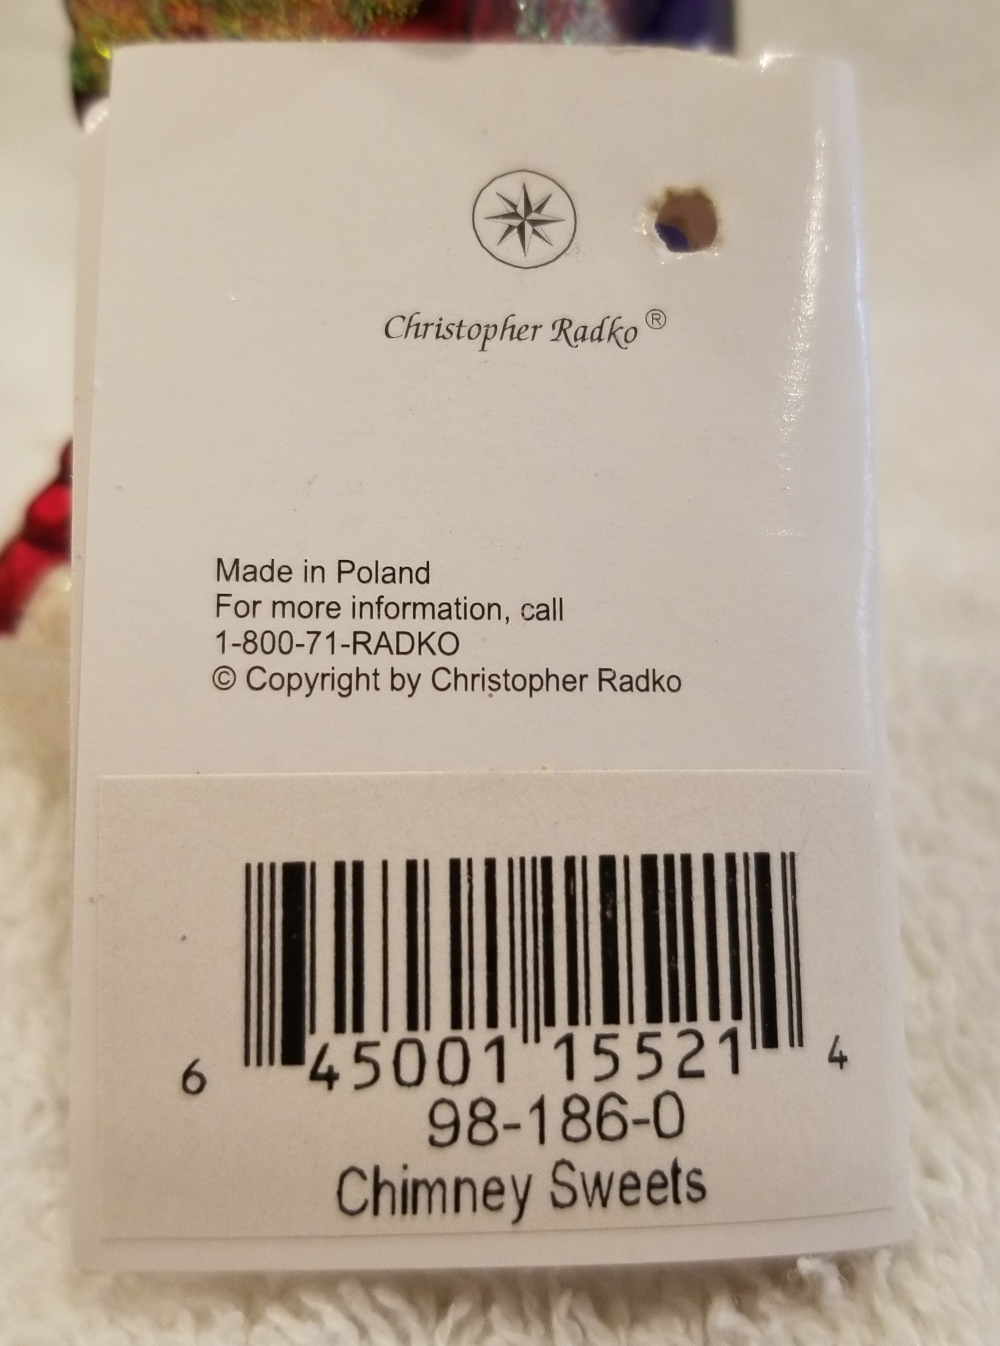 Christopher Radko ®
Made in Poland
For more information, call
1-800-71-RADKO
© Copyright by Christopher Radko
6 45001 15521 4
98-186-0
Chimney Sweets